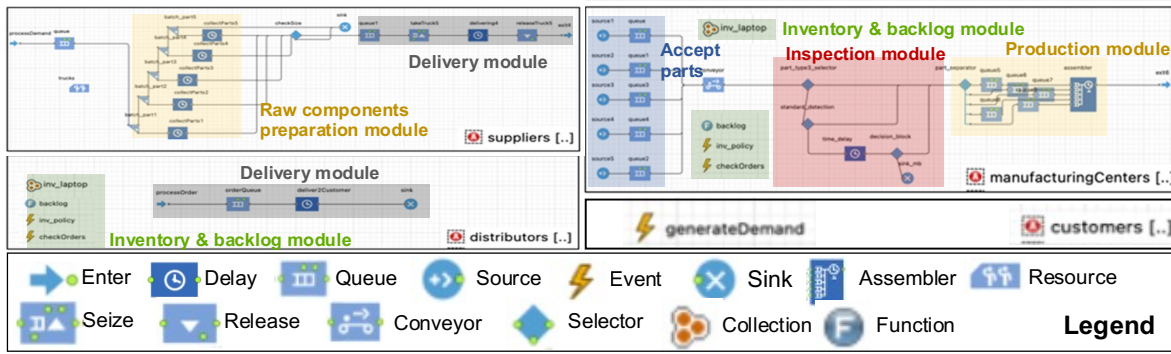 processDemand
queue
trucks
batch_part5
batch_part4
batch_part3
batch_part2
batch_part1
collectParts5
collectParts4
collectParts3
collectParts2
collectParts1
checkSize
sink
queue1
takeTruck5
delivering4
releaseTruck5
exit4
Delivery module
Raw components
preparation module
suppliers [..]
inv_laptop
backlog
inv_policy
checkOrders
Delivery module
processOrder
orderQueue
deliver2Customer
sink
Inventory & backlog module
distributors [..]
source1
queue
source2
queue1
source3
queue3
source4
queue4
source5
queue2
Accept
parts
conveyor
inv_laptop
Inventory & backlog module
backlog
inv_policy
checkOrders
Inspection module
part_type3_selector
standard_detection
time_delay
decision_block
sink_mb
Production module
part_separator
queue5
queue6
queue7
assembler
exit6
manufacturingCenters [..]
generateDemand
customers [..]
Enter
Delay
Queue
Source
Event
Sink
Assembler
Resource
Seize
Release
Conveyor
Selector
Collection
Function
Legend